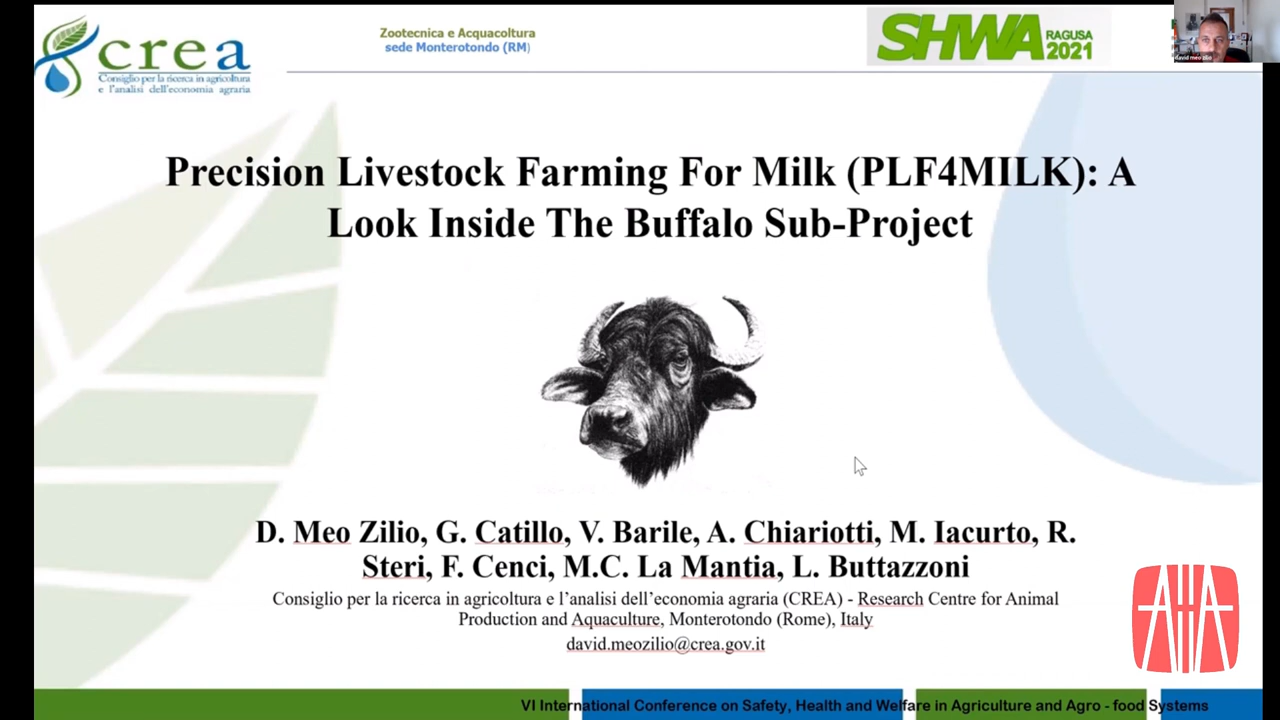 crea
Consiglio per la ricerca in agricoltura
e l'analisi dell'economia agraria
Zootecnica e Acquacoltura
sede Monterotondo (RM)
SHWA RAGUSA
2021
david meo zilio
Precision Livestock Farming For Milk (PLF4MILK): A
Look Inside The Buffalo Sub-Project
D. Meo Zilio, G. Catillo, V. Barile, A. Chiariotti, M. Iacurto, R.
Steri, F. Cenci, M.C. La Mantia, L. Buttazzoni
Consiglio per la ricerca in agricoltura e l'analisi dell'economia agraria (CREA) - Research Centre for Animal
Production and Aquaculture, Monterotondo (Rome), Italy
david.meozilio@crea.gov.it
AIIA
VI International Conference on Safety, Health and Welfare in Agriculture and Agro - food Systems